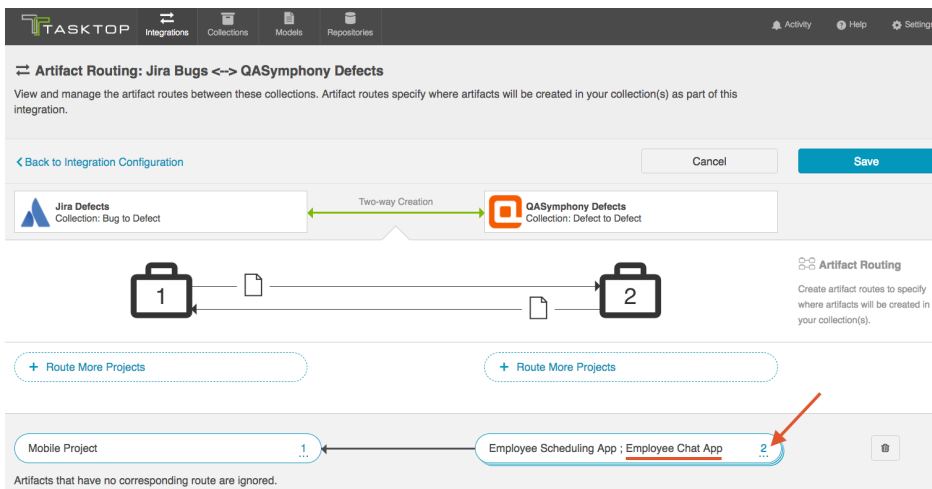 TASKTOP
Integrations
Collections
Models
Repositories
Activity
Help
Settings
Artifact Routing: Jira Bugs <--> QASymphony Defects
View and manage the artifact routes between these collections. Artifact routes specify where artifacts will be created in your collection(s) as part of this
integration.
Back to Integration Configuration
Cancel
Save
Jira Defects
Collection: Bug to Defect
Two-way Creation
QASymphony Defects
Collection: Defect to Defect
1
2
Artifact Routing
Create artifact routes to specify
where artifacts will be created in
your collection(s).
+ Route More Projects
+ Route More Projects
Mobile Project
1
Employee Scheduling App ; Employee Chat App
2
Artifacts that have no corresponding route are ignored.